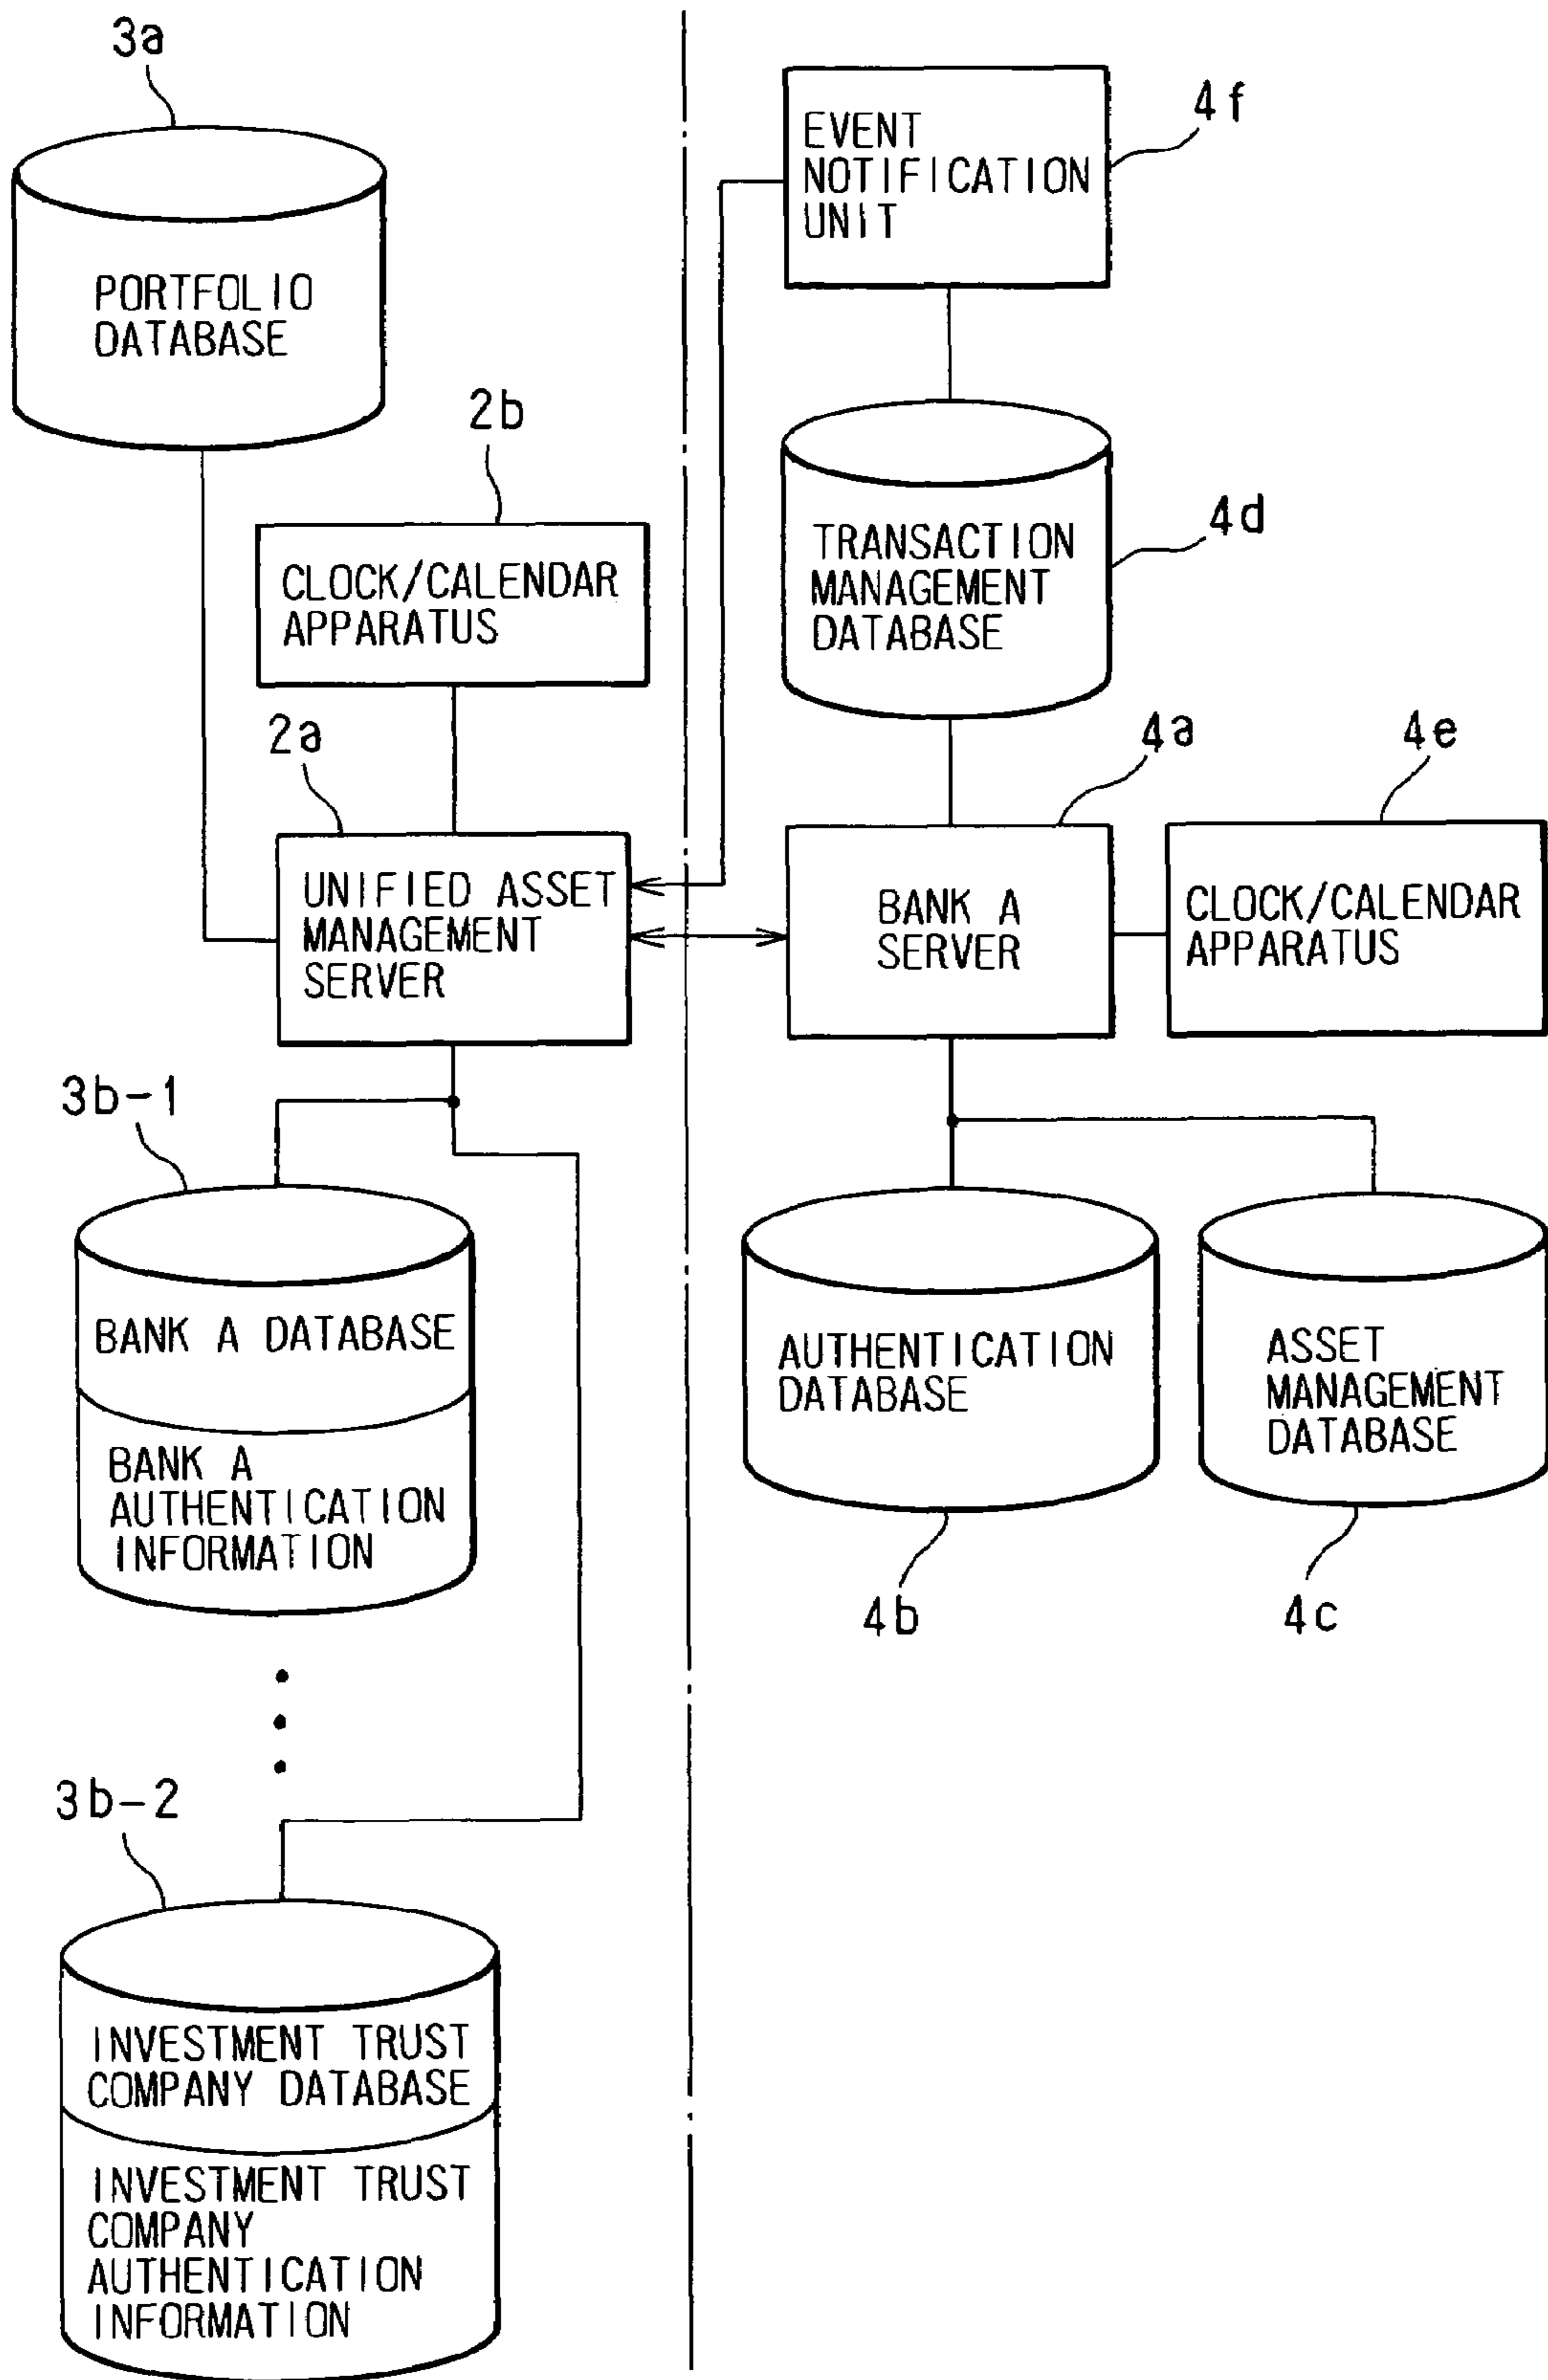 3a
PORTFOLIO
DATABASE
2b
CLOCK/CALENDAR
APPARATUS
2a
UNIFIED ASSET
MANAGEMENT
SERVER
3b-1
BANK A DATABASE
BANK A
AUTHENTICATION
INFORMATION
3b-2
INVESTMENT TRUST
COMPANY DATABASE
INVESTMENT TRUST
COMPANY
AUTHENTICATION
INFORMATION
4f
EVENT
NOTIFICATION
UNIT
4d
TRANSACTION
MANAGEMENT
DATABASE
4a
BANK A
SERVER
4e
CLOCK/CALENDAR
APPARATUS
AUTHENTICATION
DATABASE
4b
ASSET
MANAGEMENT
DATABASE
4c